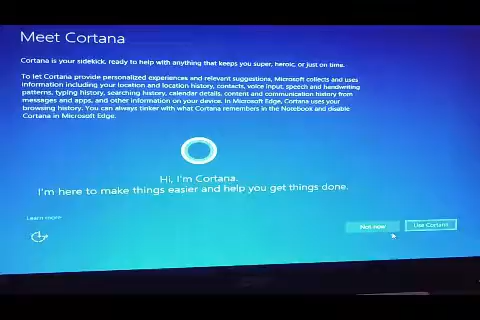 Meet Cortana
Cortana is your sidekick, ready to help with anything that keeps you super, heroic, or just on time.
To let Cortana provide personalized experiences and relevant suggestions, Microsoft collects and uses
information including your location and location history, contacts, voice input, speech and handwriting
patterns, typing history, searching history, calendar details, content and communication history from
messages and apps, and other information on your device. In Microsoft Edge, Cortana uses your
browsing history. You can always tinker with what Cortana remembers in the Notebook and disable
Cortana in Microsoft Edge.
Hi, I'm Cortana.
I'm here to make things easier and help you get things done.
Learn more
Not now
Use Cortana